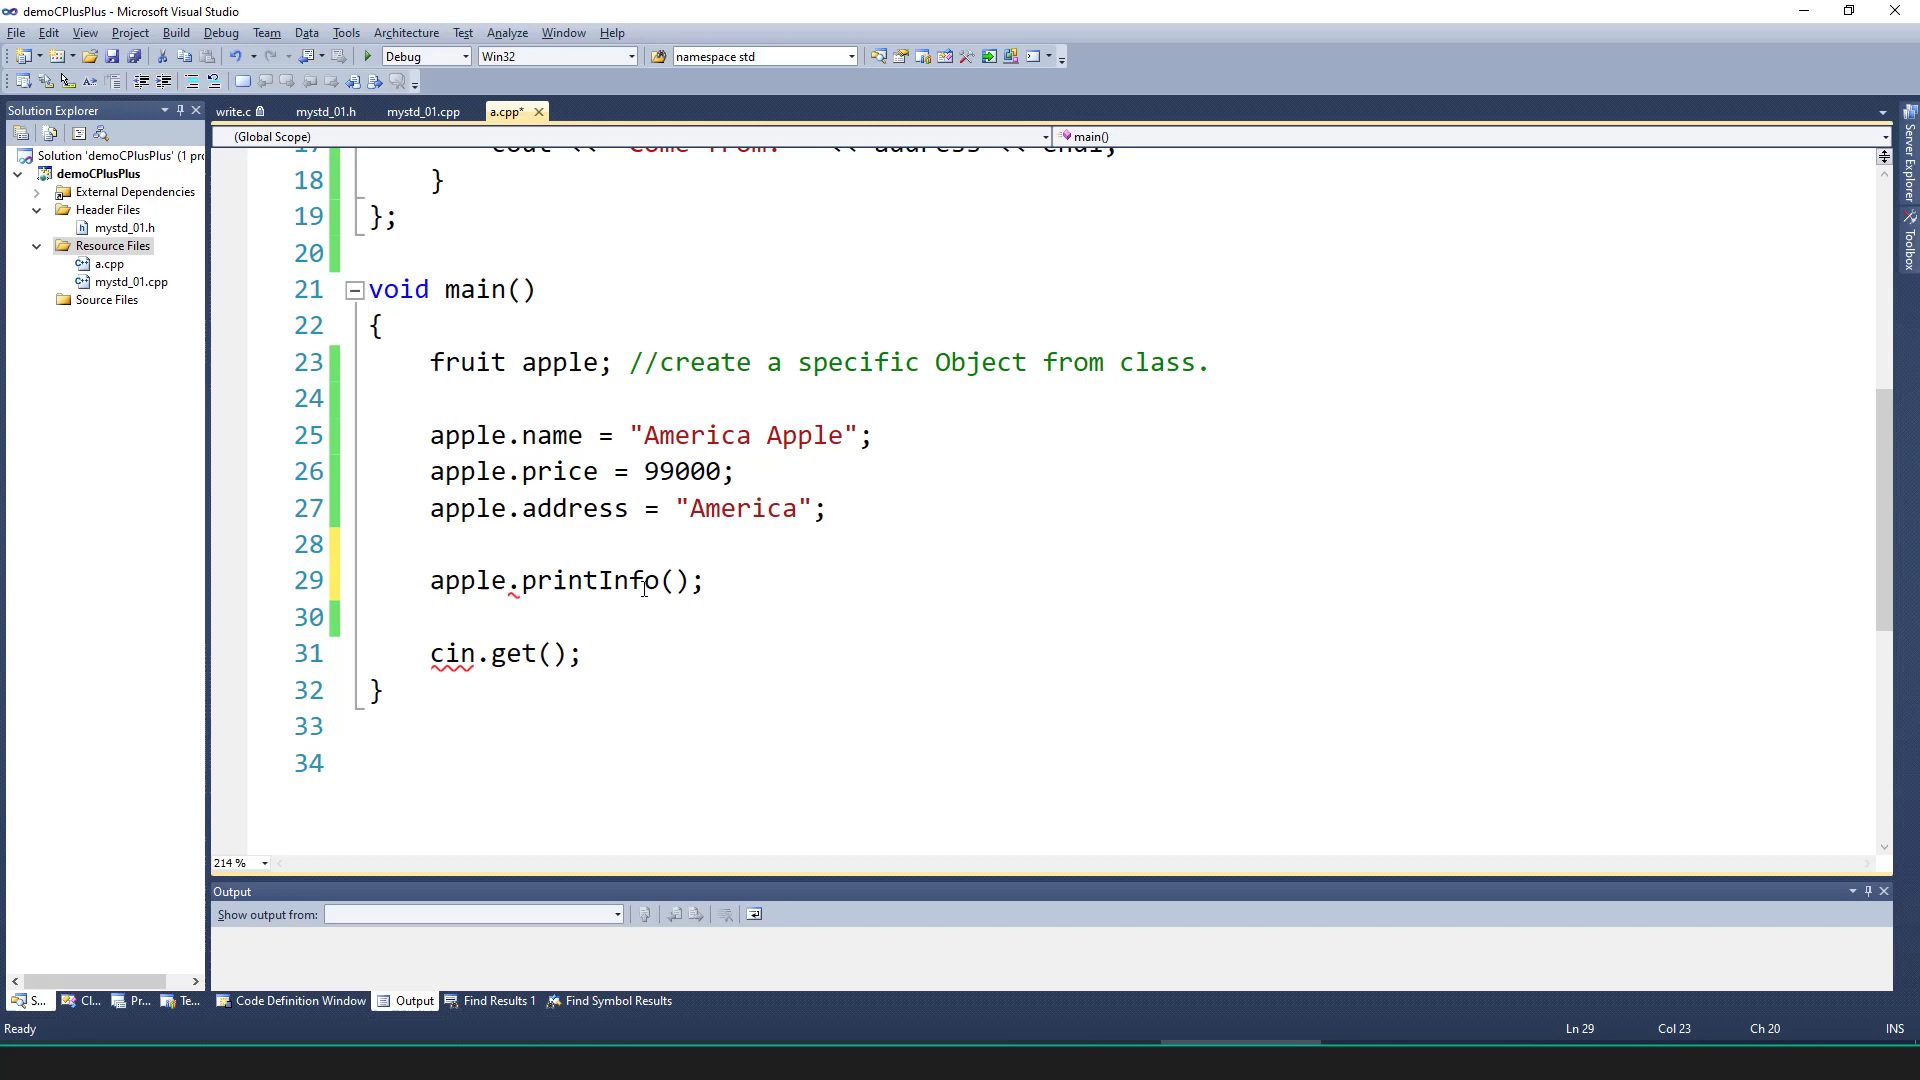 demoCPlusPlus - Microsoft Visual Studio
File Edit View Project Build Debug Team Data Tools Architecture Test Analyze Window Help
Debug Win32 namespace std
Solution Explorer
write.c mystd_01.h mystd_01.cpp a.cpp*
(Global Scope) main()
Solution 'demoCPlusPlus' (1 pro
demoCPlusPlus
External Dependencies
Header Files
mystd_01.h
Resource Files
a.cpp
mystd_01.cpp
Source Files
Server Explorer
Toolbox
17 cout << "Come from: " << address << endl;
18 }
19 };
20
21 void main()
22 {
23 fruit apple; //create a specific Object from class.
24
25 apple.name = "America Apple";
26 apple.price = 99000;
27 apple.address = "America";
28
29 apple.printInfo();
30
31 cin.get();
32 }
33
34
214 %
Output
Show output from:
S... Cl... Pr... Te... Code Definition Window Output Find Results 1 Find Symbol Results
Ready Ln 29 Col 23 Ch 20 INS